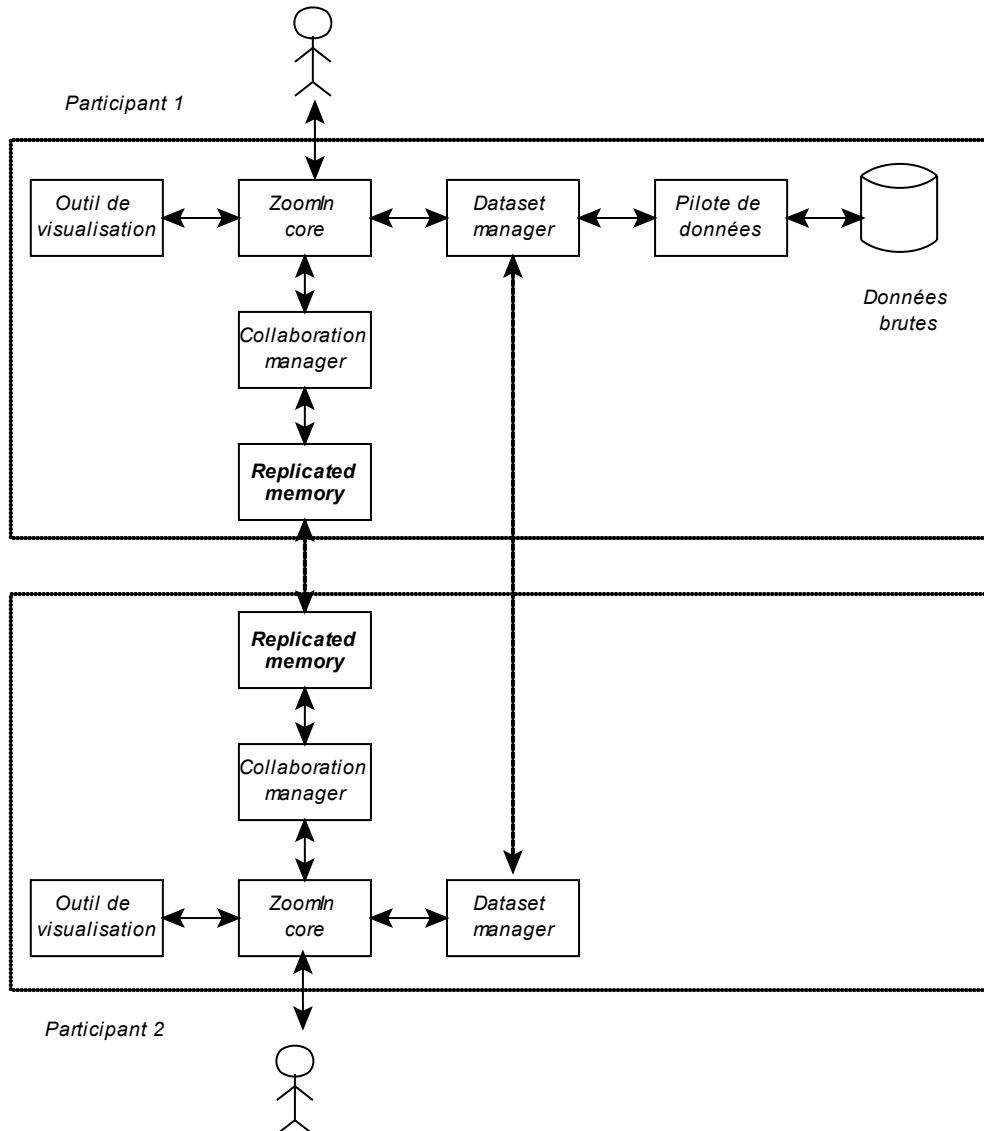 Participant 1
Outil de
visualisation
ZoomIn
core
Dataset
manager
Pilote de
données
Données
brutes
Collaboration
manager
Replicated
memory
Replicated
memory
Collaboration
manager
Outil de
visualisation
ZoomIn
core
Dataset
manager
Participant 2